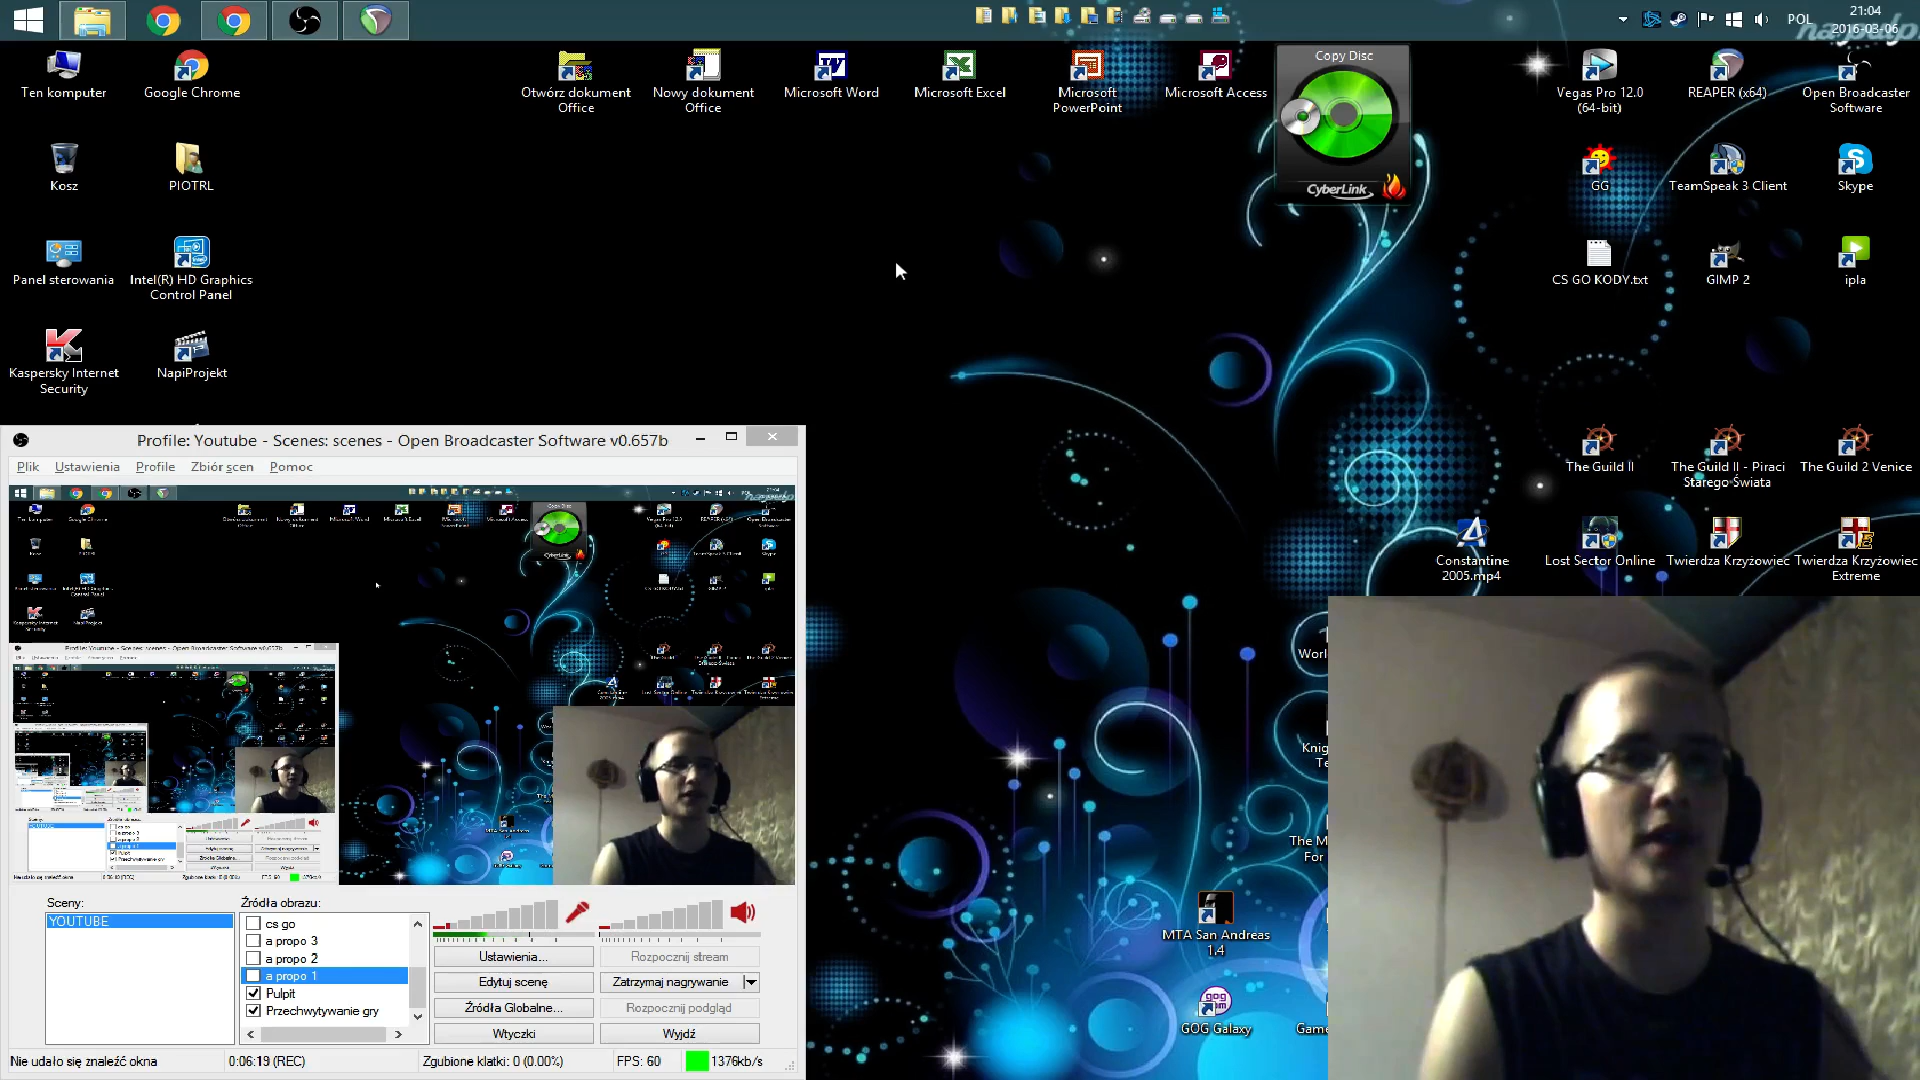 POL
21:04
2016-03-06
Ten komputer
Google Chrome
Otwórz dokument
Office
Nowy dokument
Office
Microsoft Word
Microsoft Excel
Microsoft
PowerPoint
Microsoft Access
Copy Disc
CyberLink
Vegas Pro 12.0
(64-bit)
REAPER (x64)
Open Broadcaster
Software
Kosz
PIOTRL
GG
TeamSpeak 3 Client
Skype
Panel sterowania
Intel(R) HD Graphics
Control Panel
CS GO KODY.txt
GIMP 2
ipla
Kaspersky Internet
Security
NapiProjekt
The Guild II
The Guild II - Piraci
Starego Świata
The Guild 2 Venice
Constantine
2005.mp4
Lost Sector Online
Twierdza Krzyżowiec
Twierdza Krzyżowiec
Extreme
Profile: Youtube - Scenes: scenes - Open Broadcaster Software v0.657b
Plik
Ustawienia
Profile
Zbiór scen
Pomoc
MTA San Andreas
1.4
gog
com
GOG Galaxy
Sceny:
YOUTUBE
Źródła obrazu:
cs go
a propo 3
a propo 2
a propo 1
Pulpit
Przechwytywanie gry
Ustawienia...
Rozpocznij stream
Edytuj scenę
Zatrzymaj nagrywanie
Źródła Globalne...
Rozpocznij podgląd
Wtyczki
Wyjdź
Nie udało się znaleźć okna
0:06:19 (REC)
Zgubione klatki: 0 (0.00%)
FPS: 60
1376kb/s